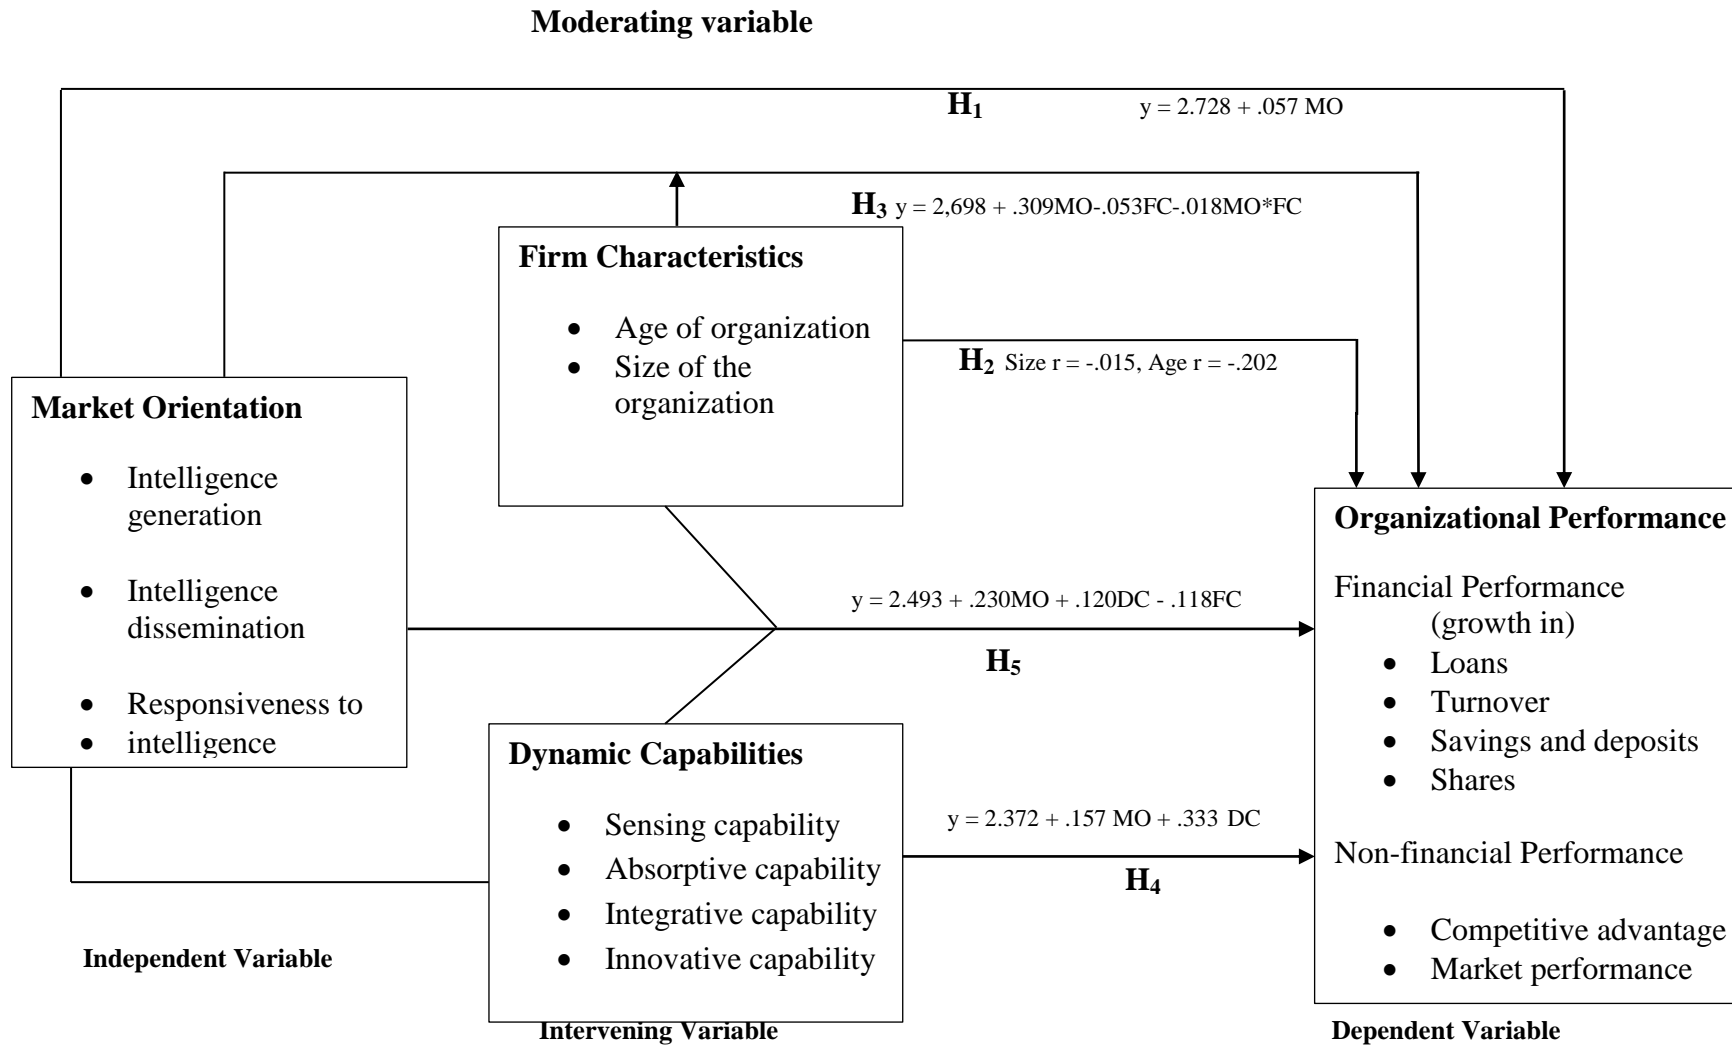 Moderating variable
H1 y = 2.728 + .057 MO
H3 y = 2,698 + .309MO-.053FC-.018MO*FC
Firm Characteristics
• Age of organization
• Size of the
organization
H2 Size r = -.015, Age r = -.202
Market Orientation
• Intelligence
generation
• Intelligence
dissemination
• Responsiveness to
• intelligence
Independent Variable
y = 2.493 + .230MO + .120DC - .118FC
H5
Dynamic Capabilities
• Sensing capability
• Absorptive capability
• Integrative capability
• Innovative capability
Intervening Variable
y = 2.372 + .157 MO + .333 DC
H4
Organizational Performance
Financial Performance
(growth in)
• Loans
• Turnover
• Savings and deposits
• Shares
Non-financial Performance
• Competitive advantage
• Market performance
Dependent Variable